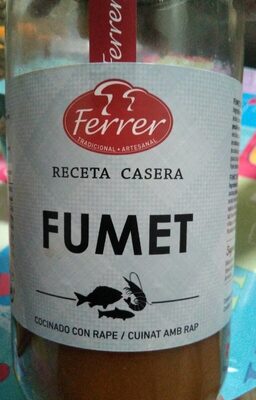 Ferrer
Ferrer
TRADICIONAL • ARTESANAL
RECETA CASERA
FUMET
COCINADO CON RAPE / CUINAT AMB RAP